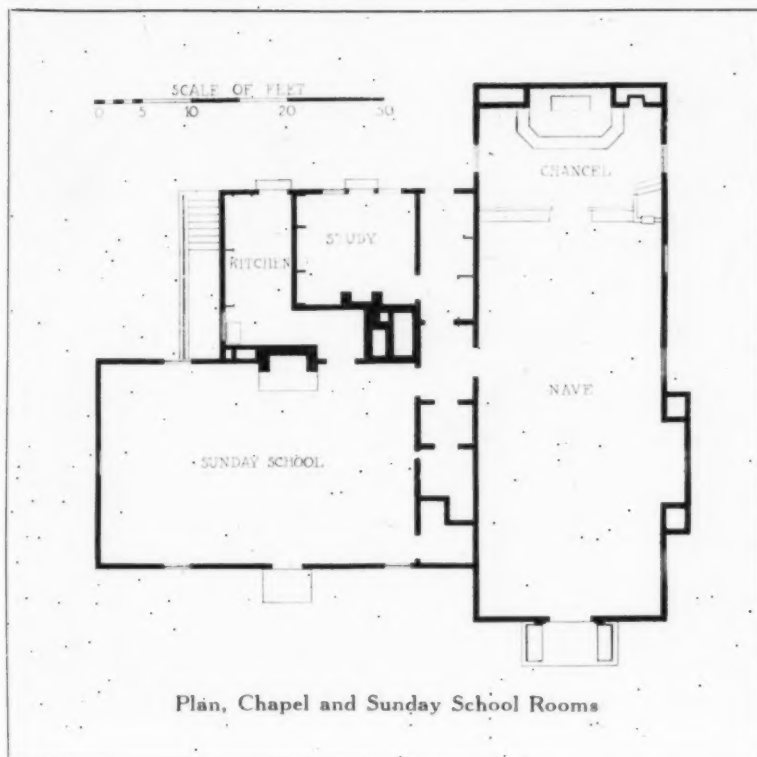 SCALE OF FEET
0 5 10 20 30
CHANCEL
STUDY
KITCHEN
NAVE
SUNDAY SCHOOL
Plan, Chapel and Sunday School Rooms